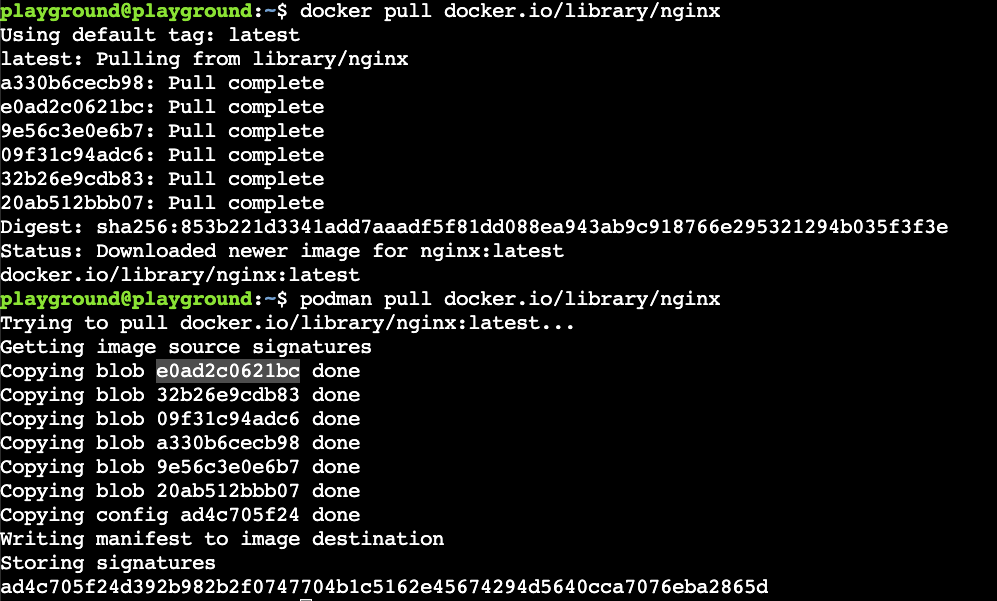 playground@playground:~$ docker pull docker.io/library/nginx
Using default tag: latest
latest: Pulling from library/nginx
a330b6cecb98: Pull complete
e0ad2c0621bc: Pull complete
9e56c3e0e6b7: Pull complete
09f31c94adc6: Pull complete
32b26e9cdb83: Pull complete
20ab512bbb07: Pull complete
Digest: sha256:853b221d3341add7aaadf5f81dd088ea943ab9c918766e295321294b035f3f3e
Status: Downloaded newer image for nginx:latest
docker.io/library/nginx:latest
playground@playground:~$ podman pull docker.io/library/nginx
Trying to pull docker.io/library/nginx:latest...
Getting image source signatures
Copying blob e0ad2c0621bc done
Copying blob 32b26e9cdb83 done
Copying blob 09f31c94adc6 done
Copying blob a330b6cecb98 done
Copying blob 9e56c3e0e6b7 done
Copying blob 20ab512bbb07 done
Copying config ad4c705f24 done
Writing manifest to image destination
Storing signatures
ad4c705f24d392b982b2f0747704b1c5162e45674294d5640cca7076eba2865d